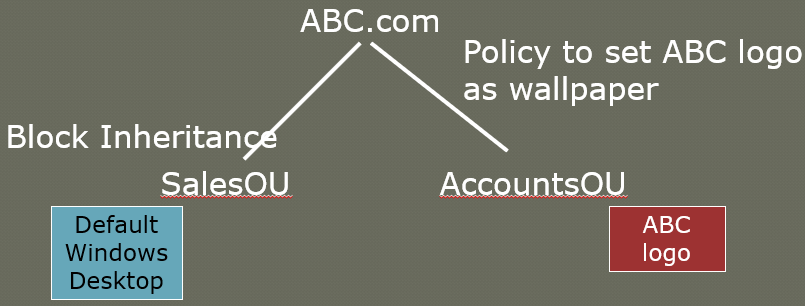 ABC.com
Policy to set ABC logo
as wallpaper
Block Inheritance
SalesOU
AccountsOU
Default
Windows
Desktop
ABC
logo